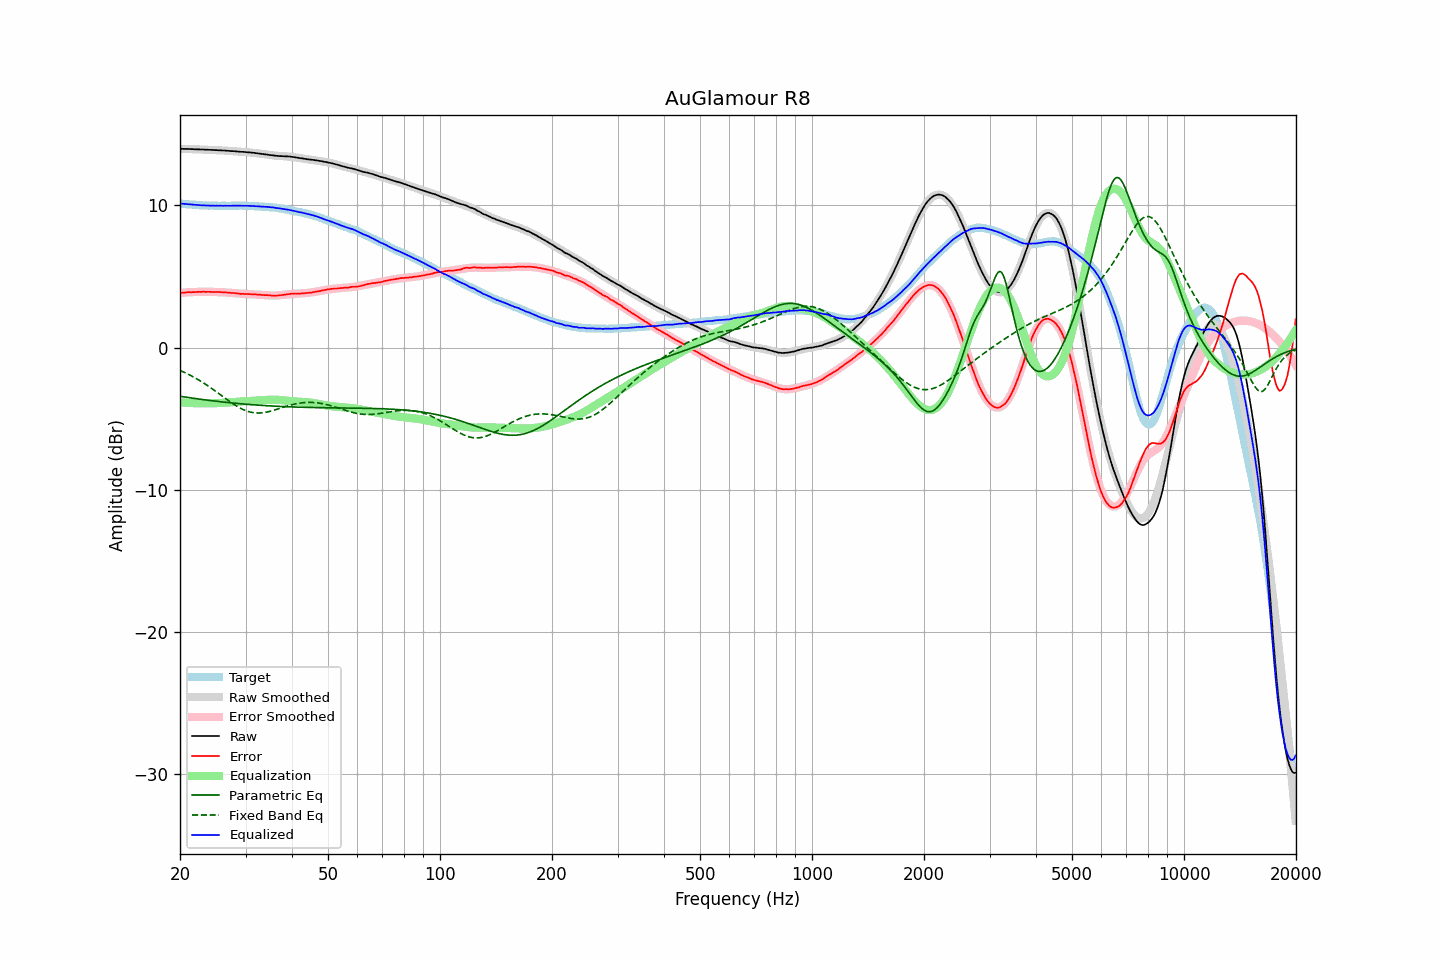 AuGlamour R8
Amplitude (dBr)
10
0
−10
−20
−30
Target
Raw Smoothed
Error Smoothed
Raw
Error
Equalization
Parametric Eq
Fixed Band Eq
Equalized
20 50 100 200 500 1000 2000 5000 10000 20000
Frequency (Hz)